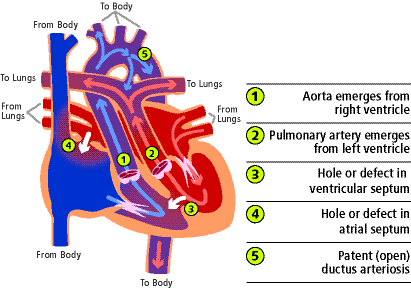 To Body
From Body
5
To Lungs
To Lungs
From
Lungs
From
Lungs
4
1
2
3
From Body
To Body
1 Aorta emerges from
right ventricle
2 Pulmonary artery emerges
from left ventricle
3 Hole or defect in
ventricular septum
4 Hole or defect in
atrial septum
5 Patent (open)
ductus arteriosis